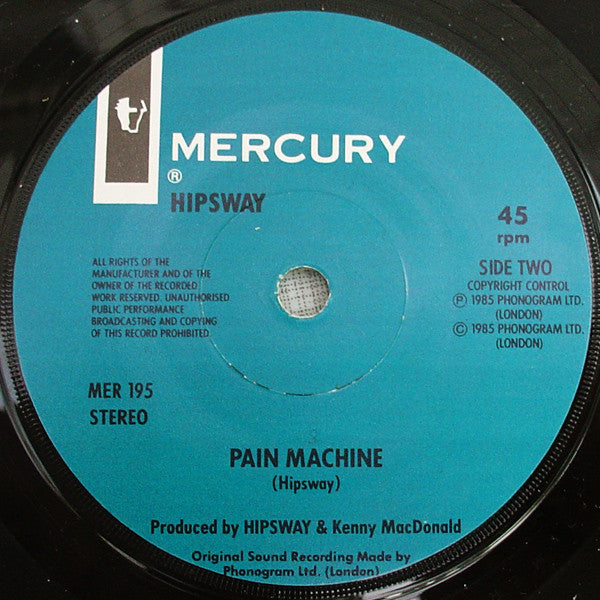 MERCURY
®
HIPSWAY
45
rpm
ALL RIGHTS OF THE
MANUFACTURER AND OF THE
OWNER OF THE RECORDED
WORK RESERVED. UNAUTHORISED
PUBLIC PERFORMANCE
BROADCASTING AND COPYING
OF THIS RECORD PROHIBITED
SIDE TWO
COPYRIGHT CONTROL
Ⓟ 1985 PHONOGRAM LTD.
(LONDON)
© 1985 PHONOGRAM LTD.
(LONDON)
MER 195
STEREO
PAIN MACHINE
(Hipsway)
Produced by HIPSWAY & Kenny MacDonald
Original Sound Recording Made by
Phonogram Ltd. (London)